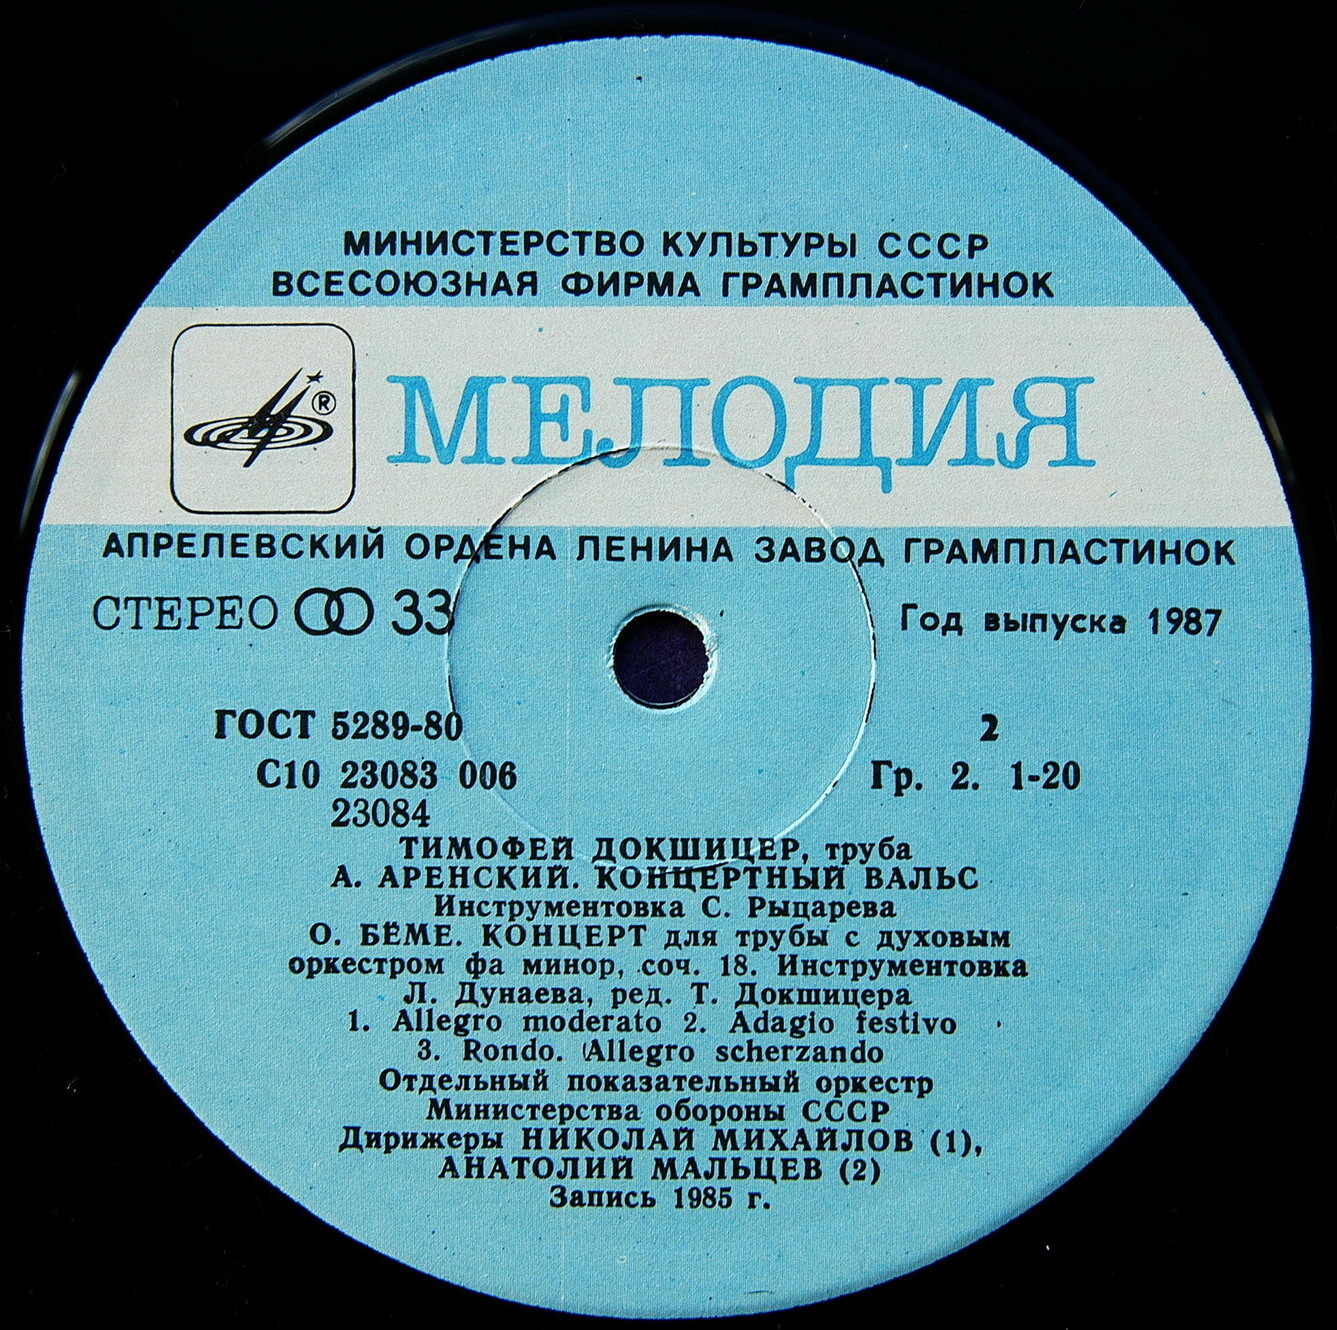 МИНИСТЕРСТВО КУЛЬТУРЫ СССР
ВСЕСОЮЗНАЯ ФИРМА ГРАМПЛАСТИНОК
®
МЕЛОДИЯ
АПРЕЛЕВСКИЙ ОРДЕНА ЛЕНИНА ЗАВОД ГРАМПЛАСТИНОК
СТЕРЕО 33
Год выпуска 1987
ГОСТ 5289-80
2
С10 23083 006
Гр. 2. 1-20
23084
ТИМОФЕЙ ДОКШИЦЕР, труба
А. АРЕНСКИЙ. КОНЦЕРТНЫЙ ВАЛЬС
Инструментовка С. Рыцарева
О. БЁМЕ. КОНЦЕРТ для трубы с духовым
оркестром фа минор, соч. 18. Инструментовка
Л. Дунаева, ред. Т. Докшицера
1. Allegro moderato 2. Adagio festivo
3. Rondo. Allegro scherzando
Отдельный показательный оркестр
Министерства обороны СССР
Дирижеры НИКОЛАЙ МИХАЙЛОВ (1),
АНАТОЛИЙ МАЛЬЦЕВ (2)
Запись 1985 г.